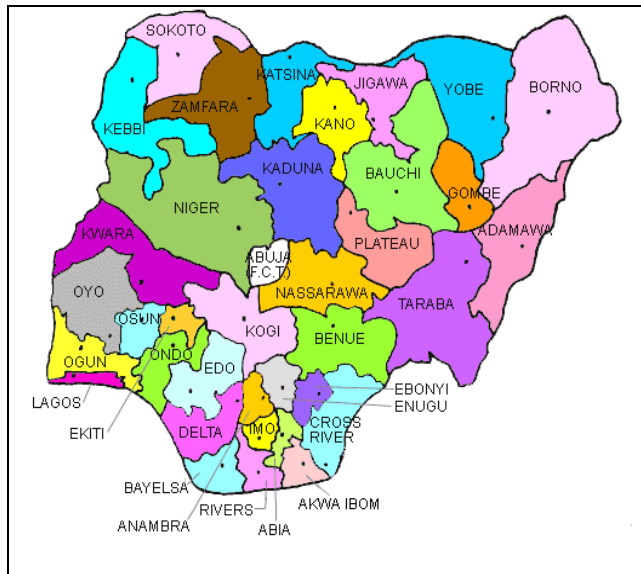 SOKOTO
KATSINA
JIGAWA
YOBE
BORNO
ZAMFARA
KANO
KEBBI
KADUNA
BAUCHI
GOMBE
NIGER
KWARA
ADAMAWA
PLATEAU
ABUJA
(F.C.T.)
NASSARAWA
TARABA
OYO
OSUN
KOGI
BENUE
OGUN
ONDO
EDO
EBONYI
LAGOS
ENUGU
EKITI
DELTA
IMO
CROSS
RIVER
BAYELSA
RIVERS
AKWA IBOM
ANAMBRA
ABIA